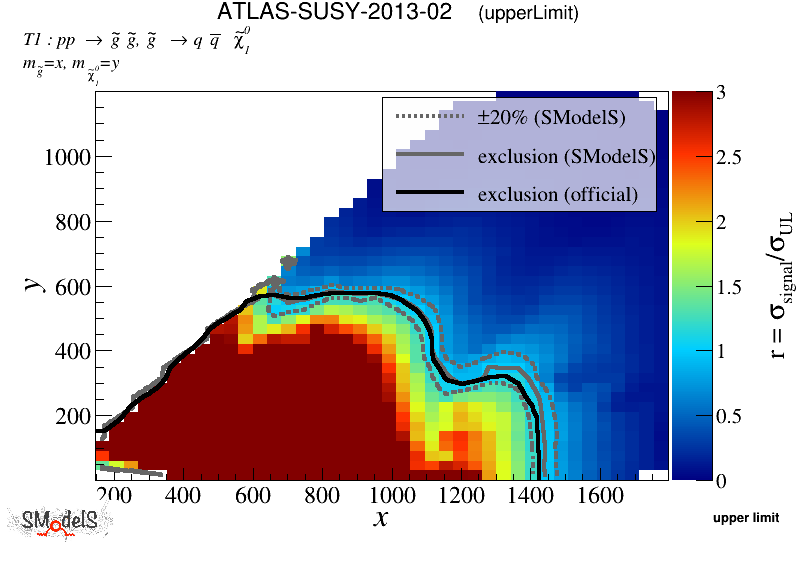 ATLAS-SUSY-2013-02 (upperLimit)
T1 : pp → g̃ g̃, g̃ → q q̅ χ̃₁⁰
m_g̃=x, m_χ̃₁⁰=y
±20% (SModelS)
exclusion (SModelS)
exclusion (official)
1000
800
600
400
200
y
200 400 600 800 1000 1200 1400 1600
x
3
2.5
2
1.5
1
0.5
0
r = σ_signal/σ_UL
SModelS
upper limit